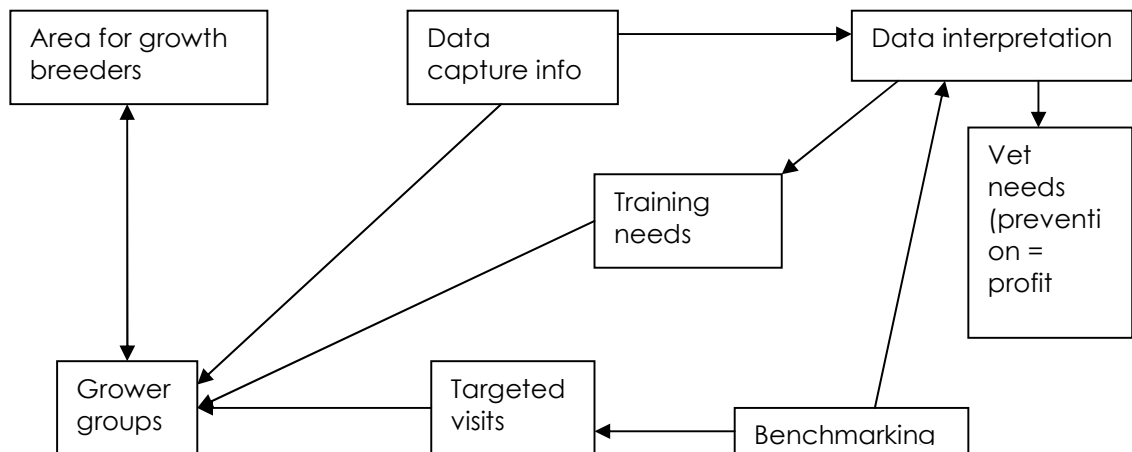 Area for growth
breeders
Data
capture info
Data interpretation
Vet
needs
(preventi
on =
profit
Training
needs
Grower
groups
Targeted
visits
Benchmarking